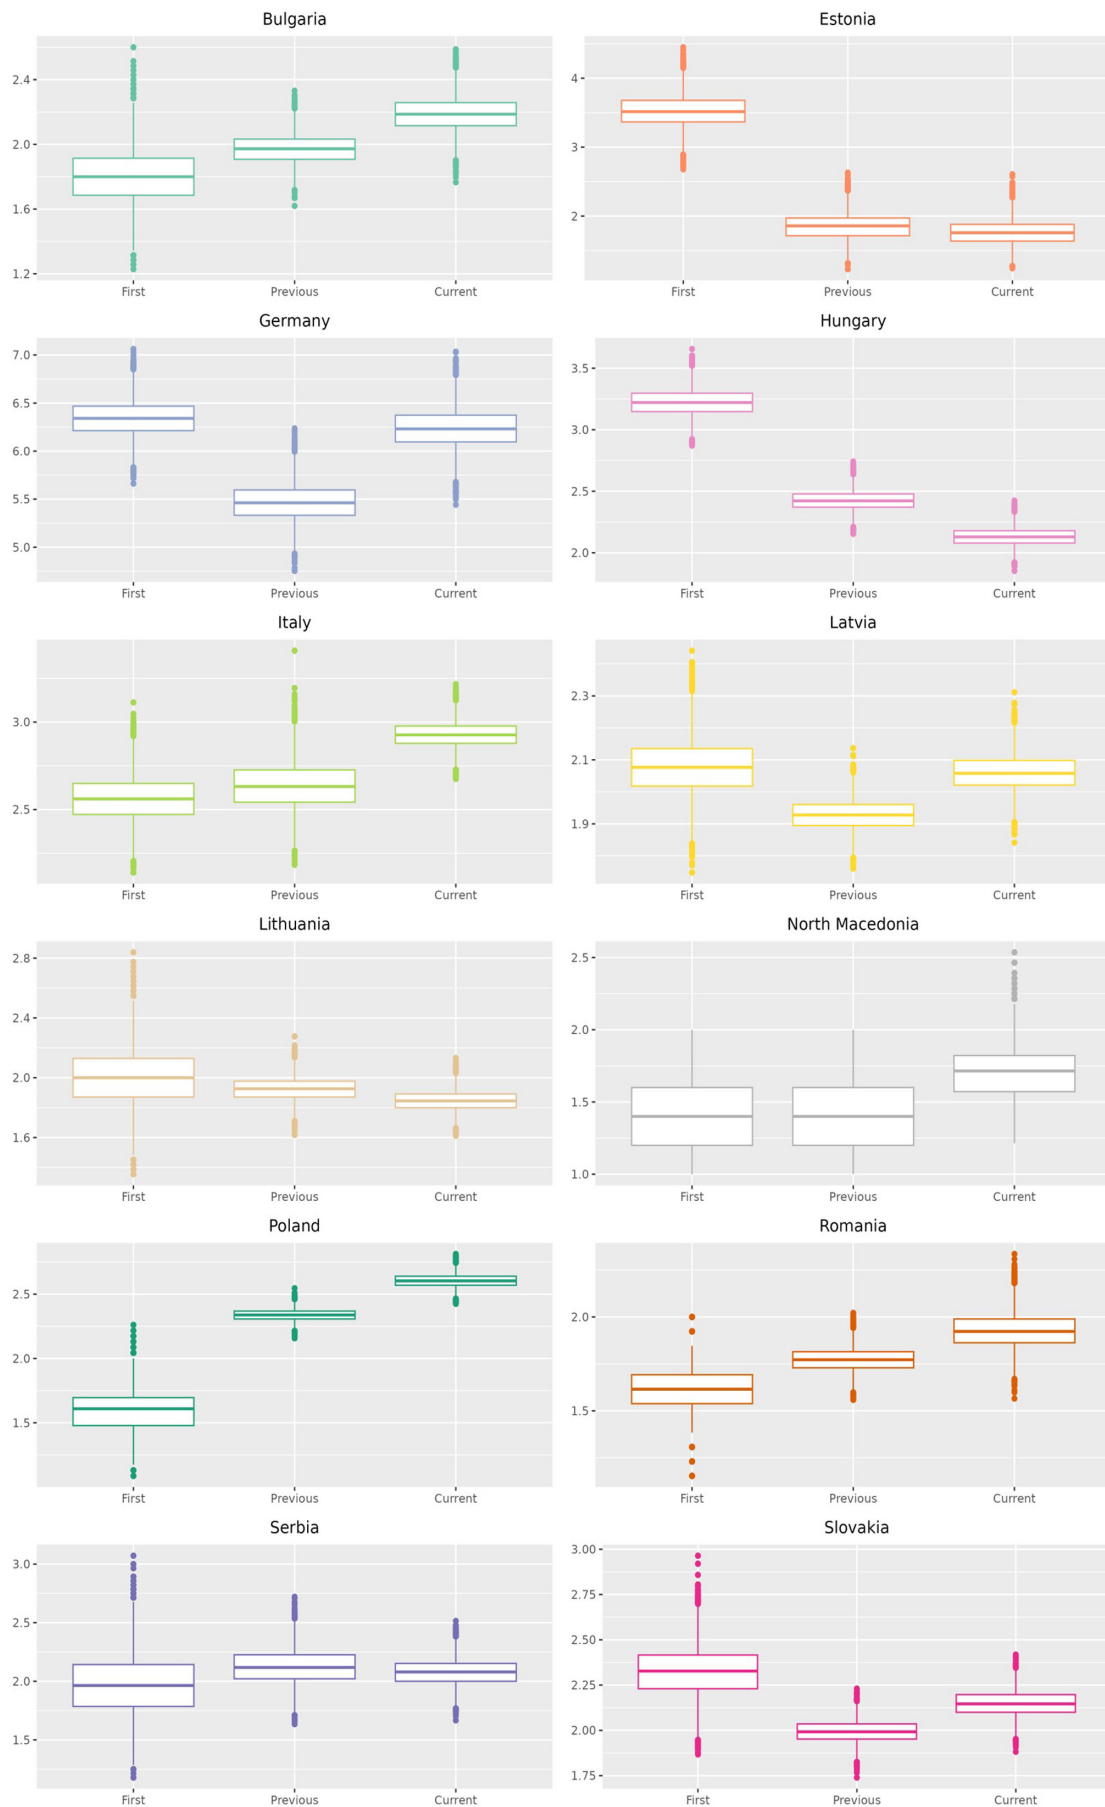 Bulgaria
Estonia
2.4
2.0
1.6
1.2
4
3
2
First
Previous
Current
First
Previous
Current
Germany
Hungary
7.0
6.5
6.0
5.5
5.0
3.5
3.0
2.5
2.0
First
Previous
Current
First
Previous
Current
Italy
Latvia
3.0
2.5
2.3
2.1
1.9
First
Previous
Current
First
Previous
Current
Lithuania
North Macedonia
2.8
2.4
2.0
1.6
2.5
2.0
1.5
1.0
First
Previous
Current
First
Previous
Current
Poland
Romania
2.5
2.0
1.5
2.0
1.5
First
Previous
Current
First
Previous
Current
Serbia
Slovakia
3.0
2.5
2.0
1.5
3.00
2.75
2.50
2.25
2.00
1.75
First
Previous
Current
First
Previous
Current